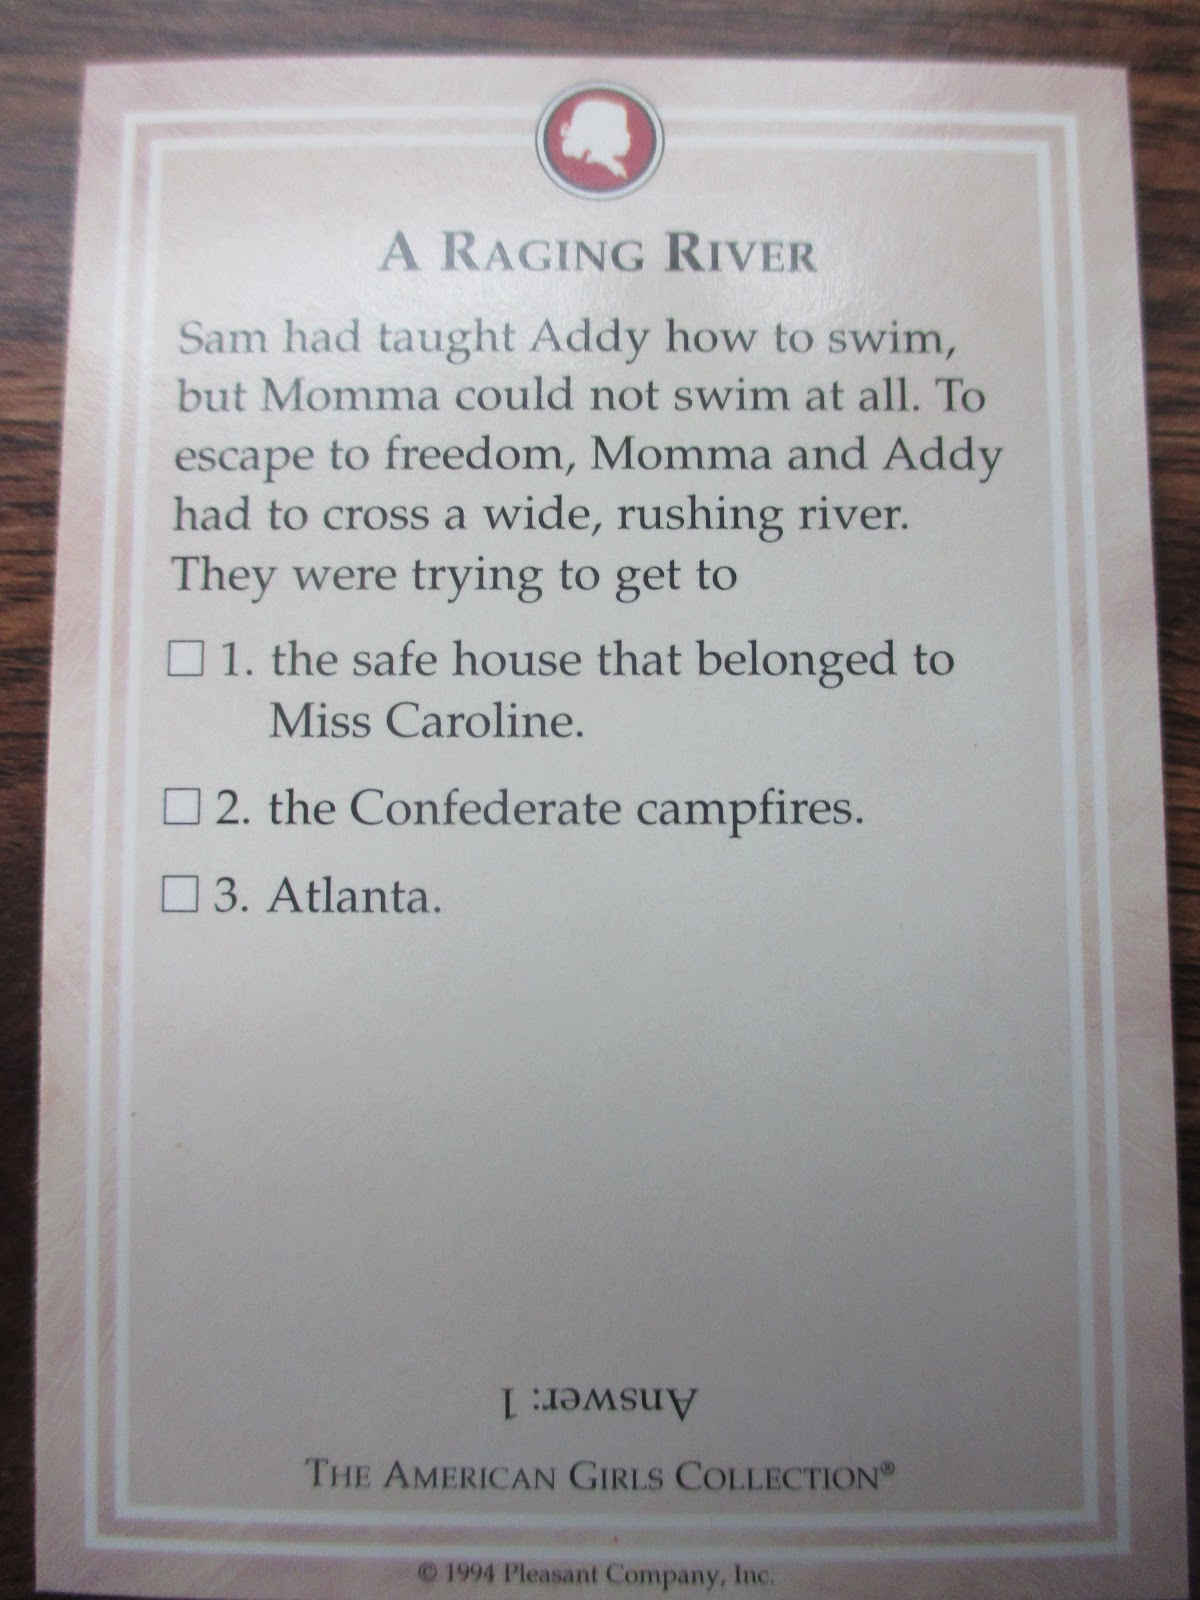 A RAGING RIVER
Sam had taught Addy how to swim,
but Momma could not swim at all. To
escape to freedom, Momma and Addy
had to cross a wide, rushing river.
They were trying to get to
1. the safe house that belonged to
Miss Caroline.
2. the Confederate campfires.
3. Atlanta.
Answer: 1
THE AMERICAN GIRLS COLLECTION®
© 1994 Pleasant Company, Inc.